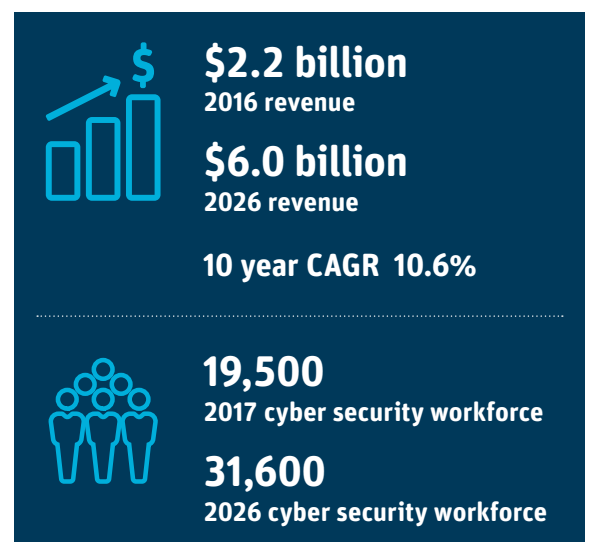 $
$2.2 billion
2016 revenue
$6.0 billion
2026 revenue
10 year CAGR 10.6%
19,500
2017 cyber security workforce
31,600
2026 cyber security workforce